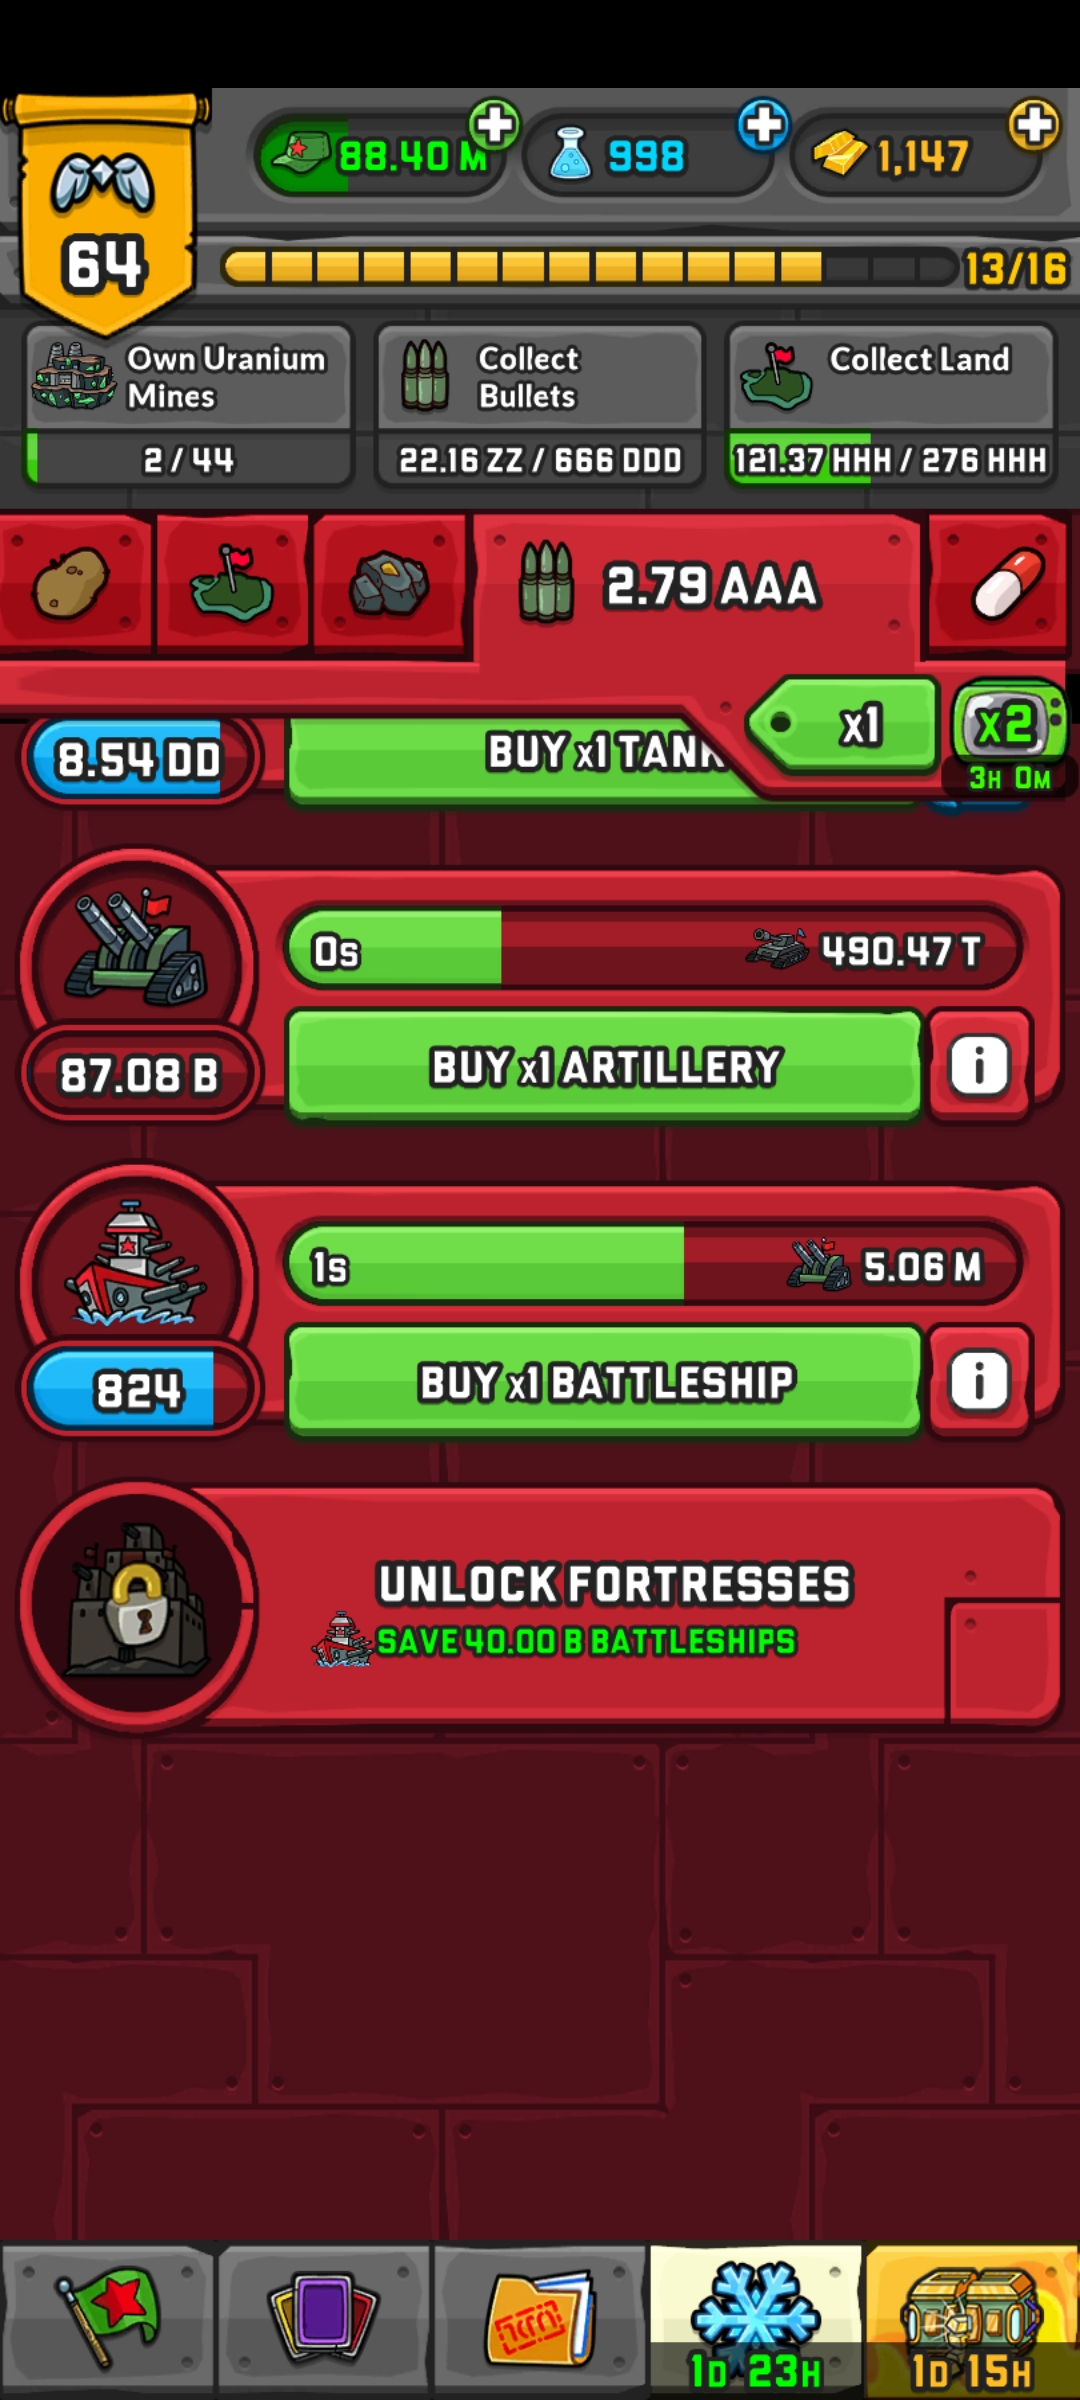 88.40 M
998
1,147
64
13/16
Own Uranium
Mines
2 / 44
Collect
Bullets
22.16 ZZ / 666 DDD
Collect Land
121.37 HHH / 276 HHH
2.79 AAA
x1
x2
3H 0M
8.54 DD
BUY x1 TANK
0s
490.47 T
87.08 B
BUY x1 ARTILLERY
i
1s
5.06 M
824
BUY x1 BATTLESHIP
i
UNLOCK FORTRESSES
SAVE 40.00 B BATTLESHIPS
1D 23H
1D 15H